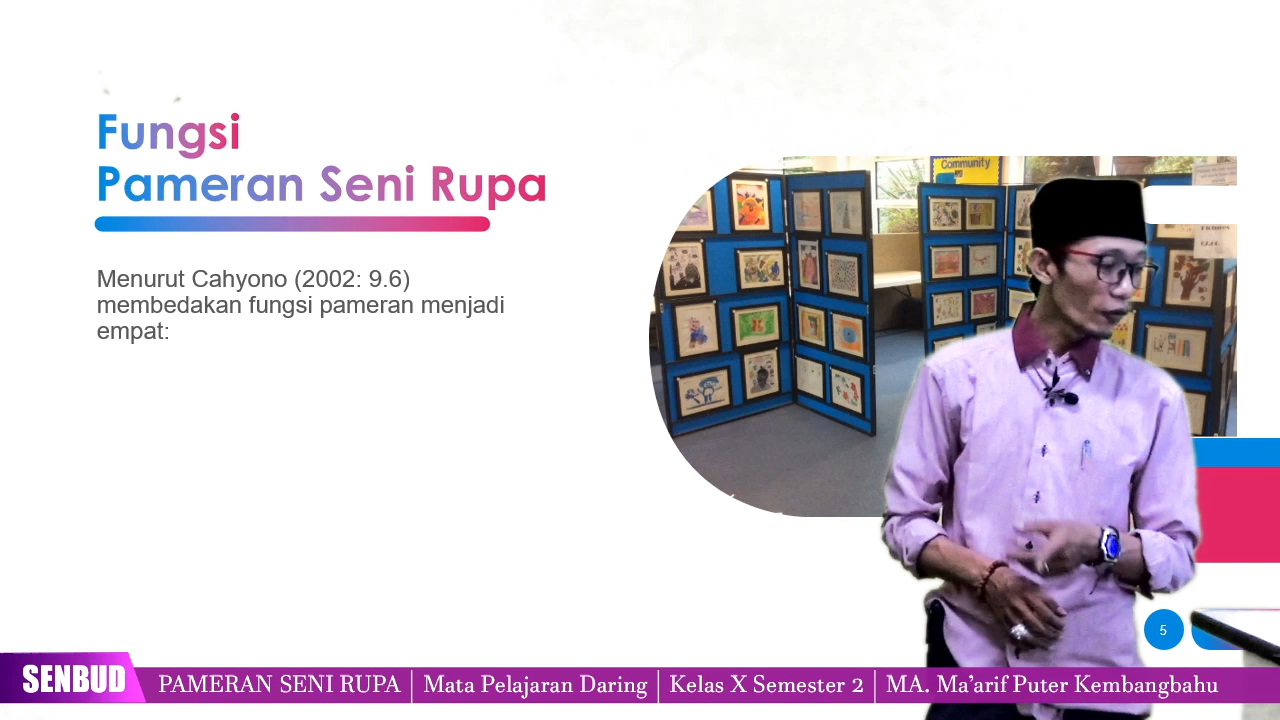 Fungsi
Pameran Seni Rupa
Menurut Cahyono (2002: 9.6)
membedakan fungsi pameran menjadi
empat:
Community
5
SENBUD
PAMERAN SENI RUPA | Mata Pelajaran Daring | Kelas X Semester 2 | MA. Ma’arif Puter Kembangbahu